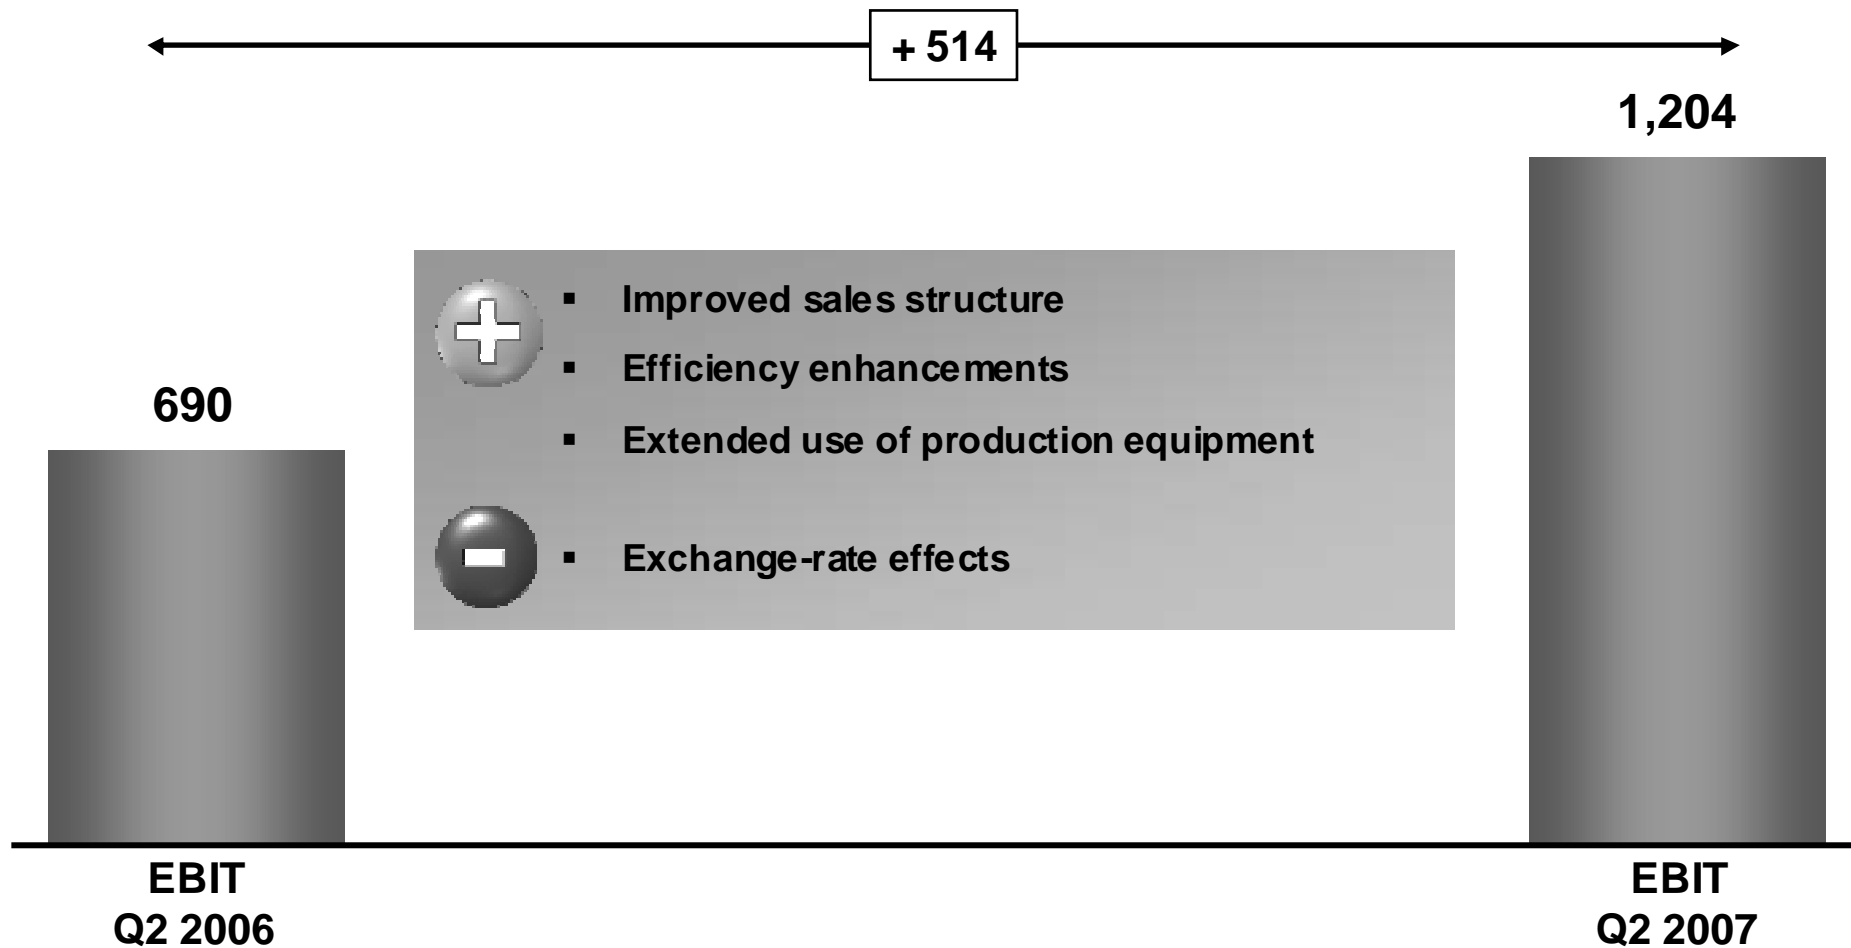 + 514
1,204
690
▪ Improved sales structure
▪ Efficiency enhancements
▪ Extended use of production equipment
▪ Exchange-rate effects
EBIT
Q2 2006
EBIT
Q2 2007